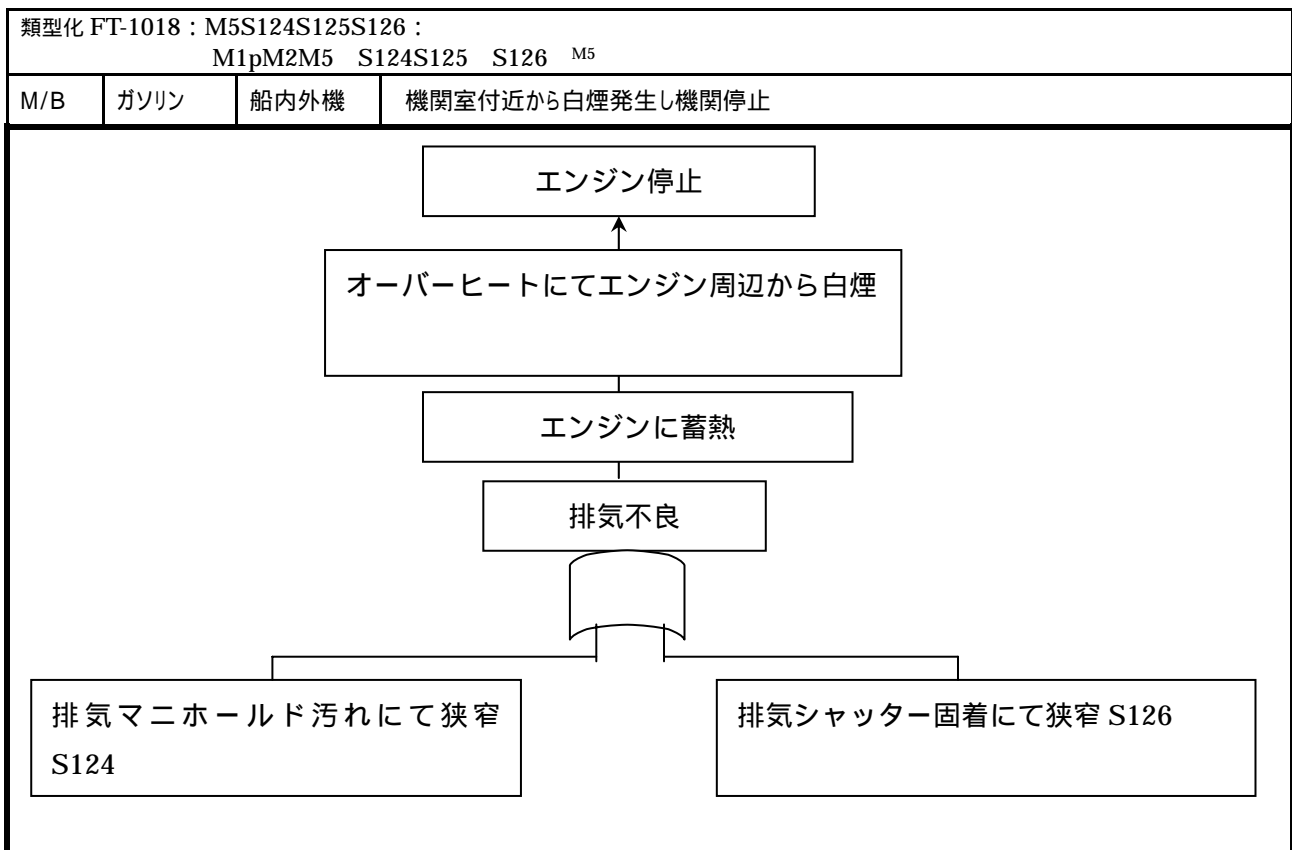 類型化 FT-1018：M5S124S125S126：
M1pM2M5 S124S125 S126 M5
M/B ガソリン 船内外機 機関室付近から白煙発生し機関停止
エンジン停止
オーバーヒートにてエンジン周辺から白煙
エンジンに蓄熱
排気不良
排気マニホールド汚れにて狭窄
S124
排気シャッター固着にて狭窄 S126